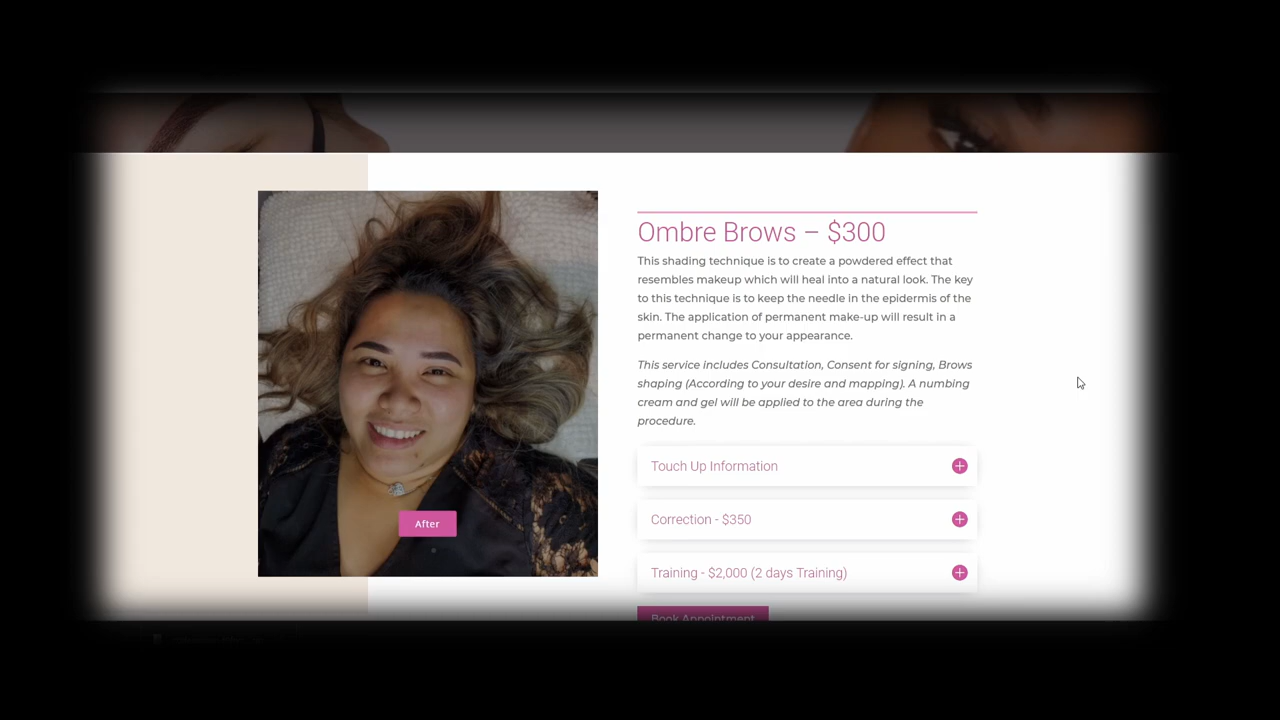 Ombre Brows – $300
This shading technique is to create a powdered effect that
resembles makeup which will heal into a natural look. The key
to this technique is to keep the needle in the epidermis of the
skin. The application of permanent make-up will result in a
permanent change to your appearance.
This service includes Consultation, Consent for signing, Brows
shaping (According to your desire and mapping). A numbing
cream and gel will be applied to the area during the
procedure.
Touch Up Information
Correction - $350
Training - $2,000 (2 days Training)
Book Appointment
After